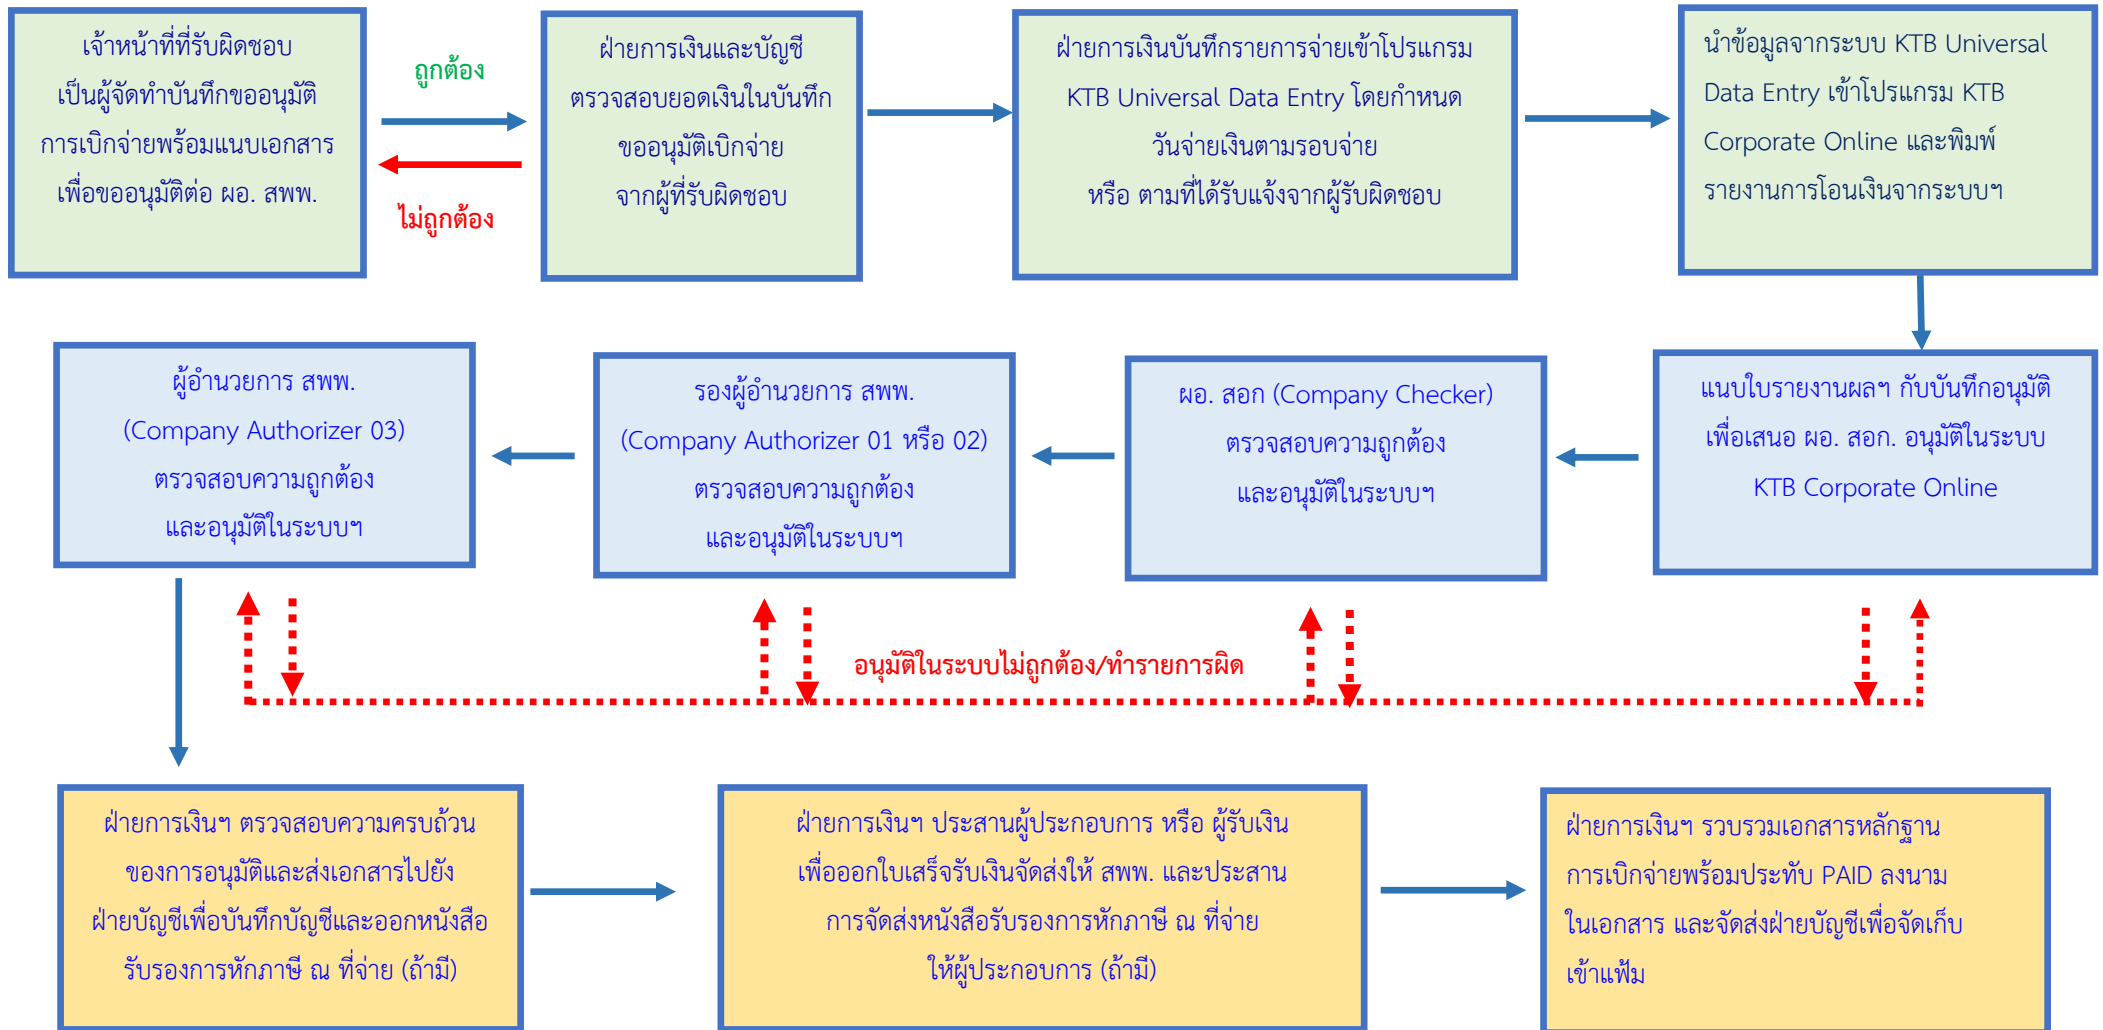 เจ้าหน้าที่ที่รับผิดชอบ
เป็นผู้จัดทำบันทึกขออนุมัติ
การเบิกจ่ายพร้อมแนบเอกสาร
เพื่อขออนุมัติต่อ ผอ. สพพ.
ถูกต้อง
ไม่ถูกต้อง
ฝ่ายการเงินและบัญชี
ตรวจสอบยอดเงินในบันทึก
ขออนุมัติเบิกจ่าย
จากผู้ที่รับผิดชอบ
ฝ่ายการเงินบันทึกรายการจ่ายเข้าโปรแกรม
KTB Universal Data Entry โดยกำหนด
วันจ่ายเงินตามรอบจ่าย
หรือ ตามที่ได้รับแจ้งจากผู้รับผิดชอบ
นำข้อมูลจากระบบ KTB Universal
Data Entry เข้าโปรแกรม KTB
Corporate Online และพิมพ์
รายงานการโอนเงินจากระบบฯ
แนบใบรายงานผลฯ กับบันทึกอนุมัติ
เพื่อเสนอ ผอ. สอก. อนุมัติในระบบ
KTB Corporate Online
ผอ. สอก (Company Checker)
ตรวจสอบความถูกต้อง
และอนุมัติในระบบฯ
รองผู้อำนวยการ สพพ.
(Company Authorizer 01 หรือ 02)
ตรวจสอบความถูกต้อง
และอนุมัติในระบบฯ
ผู้อำนวยการ สพพ.
(Company Authorizer 03)
ตรวจสอบความถูกต้อง
และอนุมัติในระบบฯ
อนุมัติในระบบไม่ถูกต้อง/ทำรายการผิด
ฝ่ายการเงินฯ ตรวจสอบความครบถ้วน
ของการอนุมัติและส่งเอกสารไปยัง
ฝ่ายบัญชีเพื่อบันทึกบัญชีและออกหนังสือ
รับรองการหักภาษี ณ ที่จ่าย (ถ้ามี)
ฝ่ายการเงินฯ ประสานผู้ประกอบการ หรือ ผู้รับเงิน
เพื่อออกใบเสร็จรับเงินจัดส่งให้ สพพ. และประสาน
การจัดส่งหนังสือรับรองการหักภาษี ณ ที่จ่าย
ให้ผู้ประกอบการ (ถ้ามี)
ฝ่ายการเงินฯ รวบรวมเอกสารหลักฐาน
การเบิกจ่ายพร้อมประทับ PAID ลงนาม
ในเอกสาร และจัดส่งฝ่ายบัญชีเพื่อจัดเก็บ
เข้าแฟ้ม